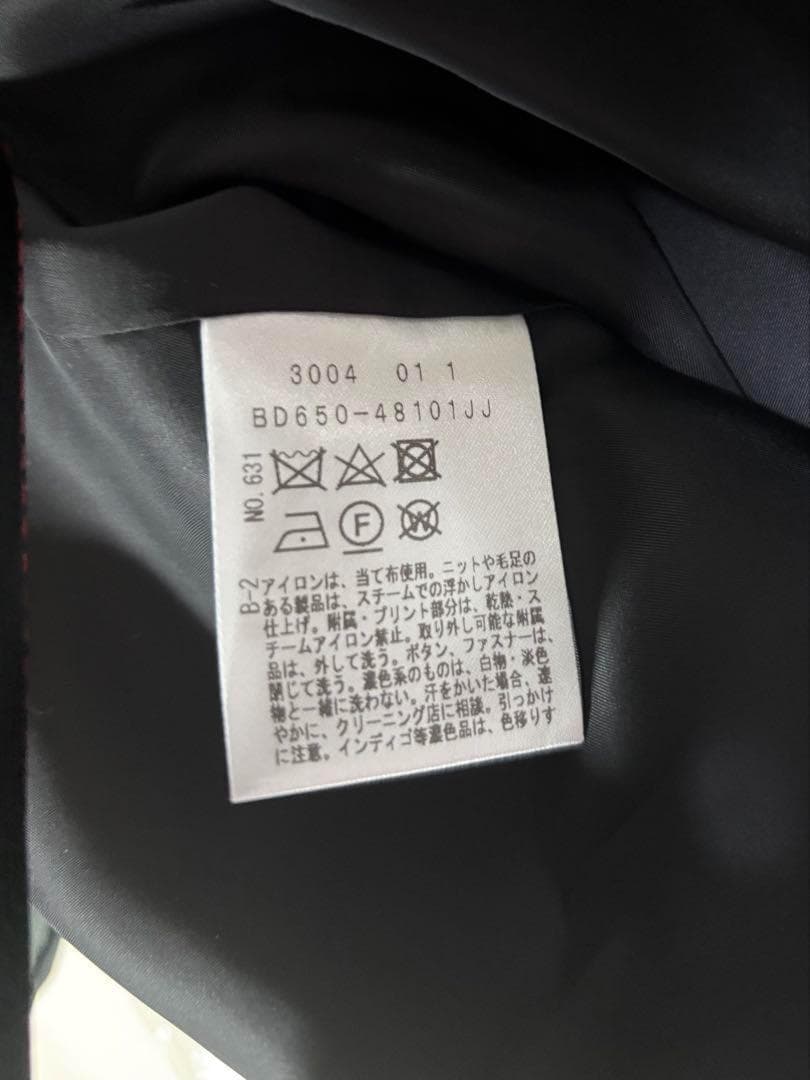 3004 01 1
BD650-48101JJ
NO.631
F
W
B-2
アイロンは、当て布使用。ニットや毛足の
ある製品は、スチームでの浮かしアイロン
仕上げ。附属・プリント部分は、乾熱・ス
チームアイロン禁止。取り外し可能な附属
品は、外して洗う。ボタン、ファスナーは、
閉じて洗う。濃色系のものは、白物・淡色
物と一緒に洗わない。汗をかいた場合、速
やかに、クリーニング店に相談。引っかけ
に注意。インディゴ等濃色品は、色移りす